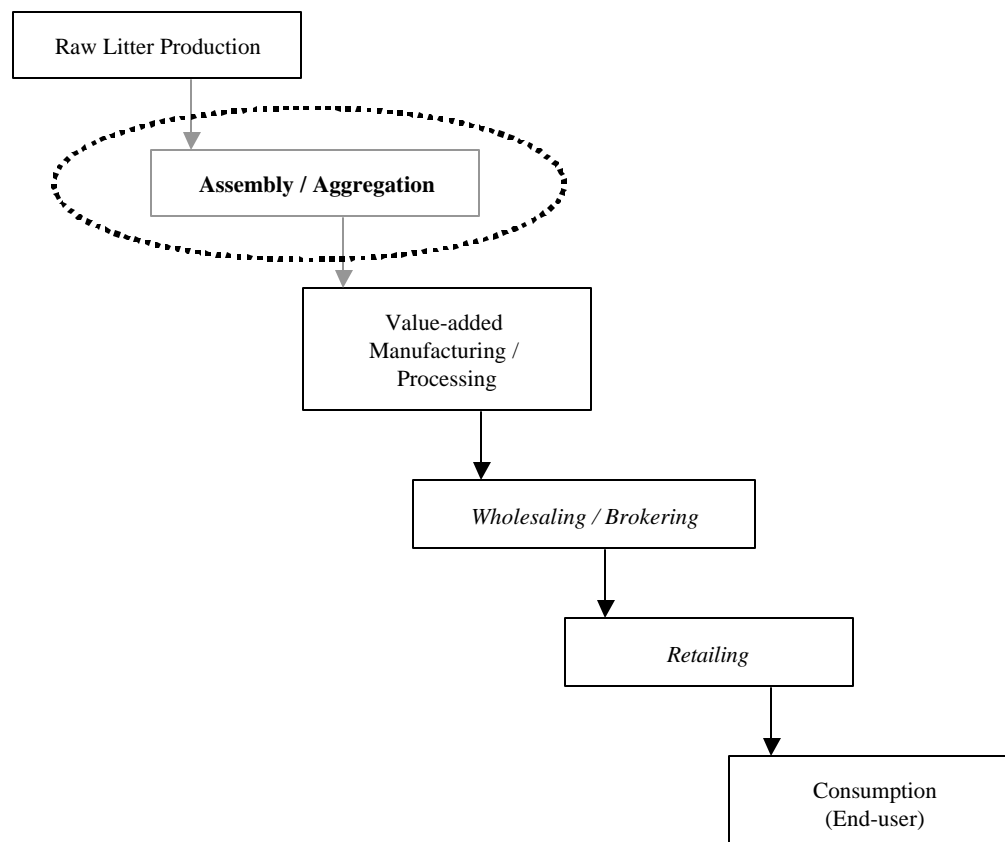 Raw Litter Production
Assembly / Aggregation
Value-added
Manufacturing /
Processing
Wholesaling / Brokering
Retailing
Consumption
(End-user)